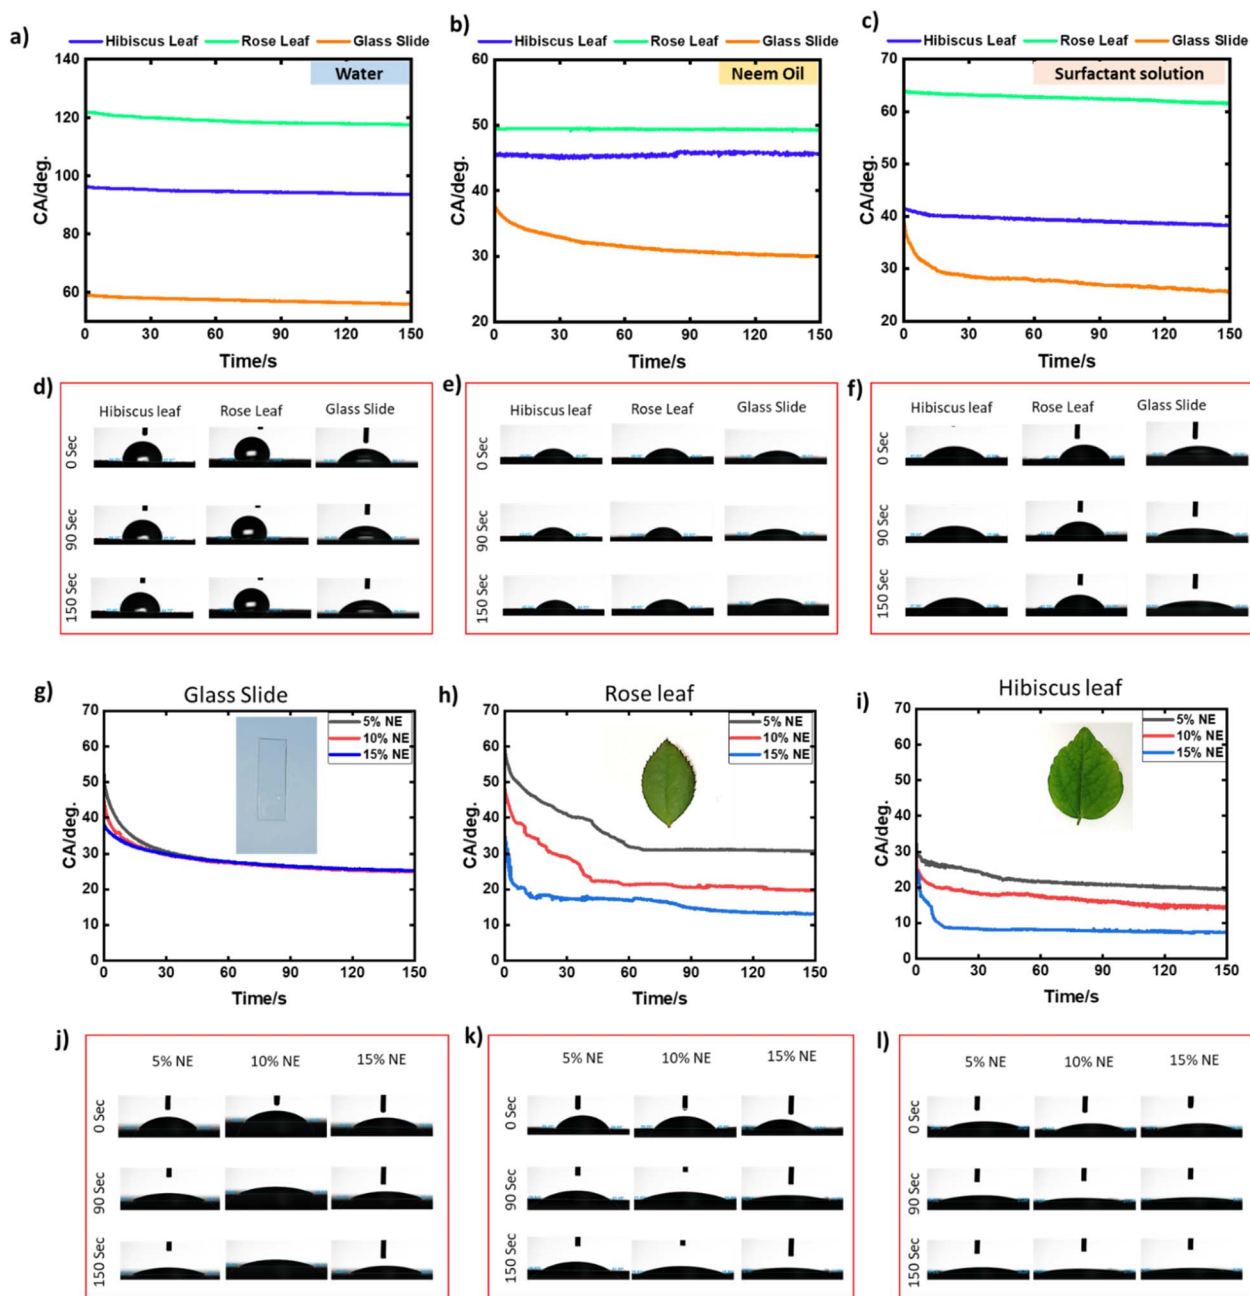 a)
Hibiscus Leaf Rose Leaf Glass Slide
Water
CA/deg.
140
120
100
80
60
0 30 60 90 120 150
Time/s
b)
Hibiscus Leaf Rose Leaf Glass Slide
Neem Oil
CA/deg.
60
50
40
30
20
0 30 60 90 120 150
Time/s
c)
Hibiscus Leaf Rose Leaf Glass Slide
Surfactant solution
CA/deg.
70
60
50
40
30
20
0 30 60 90 120 150
Time/s
d)
Hibiscus leaf Rose Leaf Glass Slide
0 Sec
90 Sec
150 Sec
e)
Hibiscus leaf Rose Leaf Glass Slide
0 Sec
90 Sec
150 Sec
f)
Hibiscus leaf Rose Leaf Glass Slide
0 Sec
90 Sec
150 Sec
g)
Glass Slide
5% NE
10% NE
15% NE
CA/deg.
70
60
50
40
30
20
10
0
0 30 60 90 120 150
Time/s
h)
Rose leaf
5% NE
10% NE
15% NE
CA/deg.
70
60
50
40
30
20
10
0
0 30 60 90 120 150
Time/s
i)
Hibiscus leaf
5% NE
10% NE
15% NE
CA/deg.
70
60
50
40
30
20
10
0
0 30 60 90 120 150
Time/s
j)
5% NE 10% NE 15% NE
0 Sec
90 Sec
150 Sec
k)
5% NE 10% NE 15% NE
0 Sec
90 Sec
150 Sec
l)
5% NE 10% NE 15% NE
0 Sec
90 Sec
150 Sec